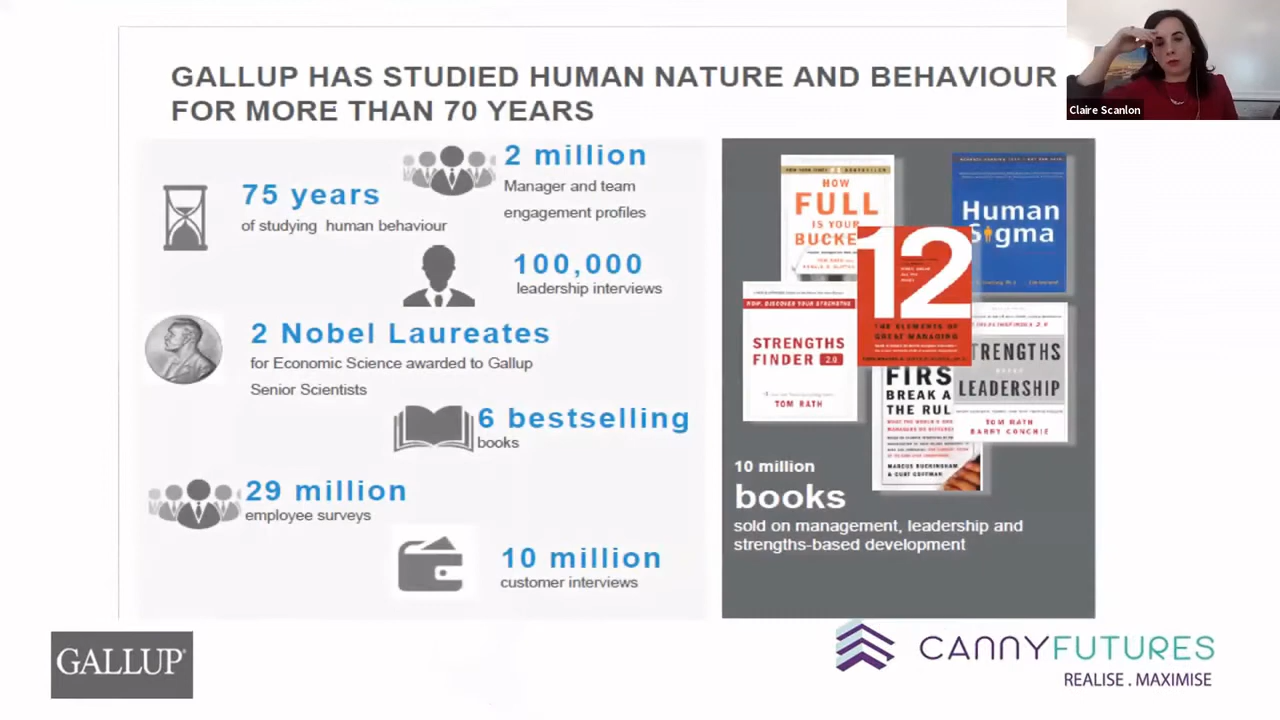 GALLUP HAS STUDIED HUMAN NATURE AND BEHAVIOUR
FOR MORE THAN 70 YEARS
Claire Scanlon
2 million
Manager and team
engagement profiles
75 years
of studying human behaviour
100,000
leadership interviews
2 Nobel Laureates
for Economic Science awarded to Gallup
Senior Scientists
6 bestselling
books
29 million
employee surveys
10 million
customer interviews
HOW
FULL
IS YOUR
BUCKE
Human
Sigma
12
THE ELEMENTS OF
GREAT MANAGING
NOW, DISCOVER YOUR STRENGTHS
STRENGTHS
FINDER 2.0
TOM RATH
TRENGTHS
BASED
LEADERSHIP
TOM RATH
BARRY CONCHIE
FIRS
BREAK A
THE RUL
MARCUS BUCKINGHAM
& CURT COFFMAN
10 million
books
sold on management, leadership and
strengths-based development
GALLUP®
CANNYFUTURES
REALISE . MAXIMISE